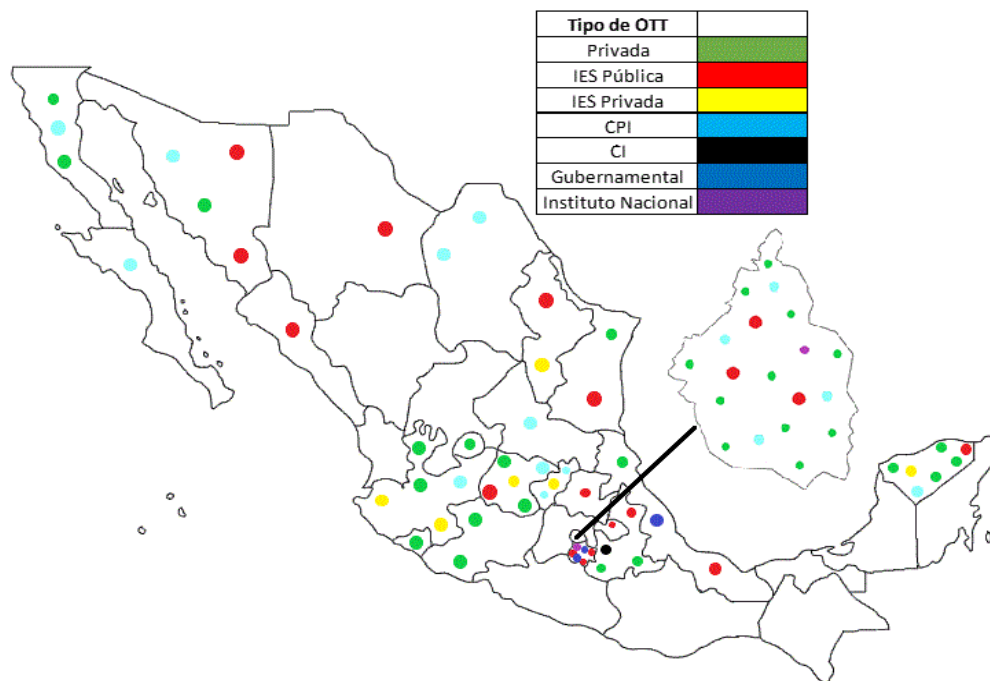 Tipo de OTT
Privada
IES Pública
IES Privada
CPI
CI
Gubernamental
Instituto Nacional